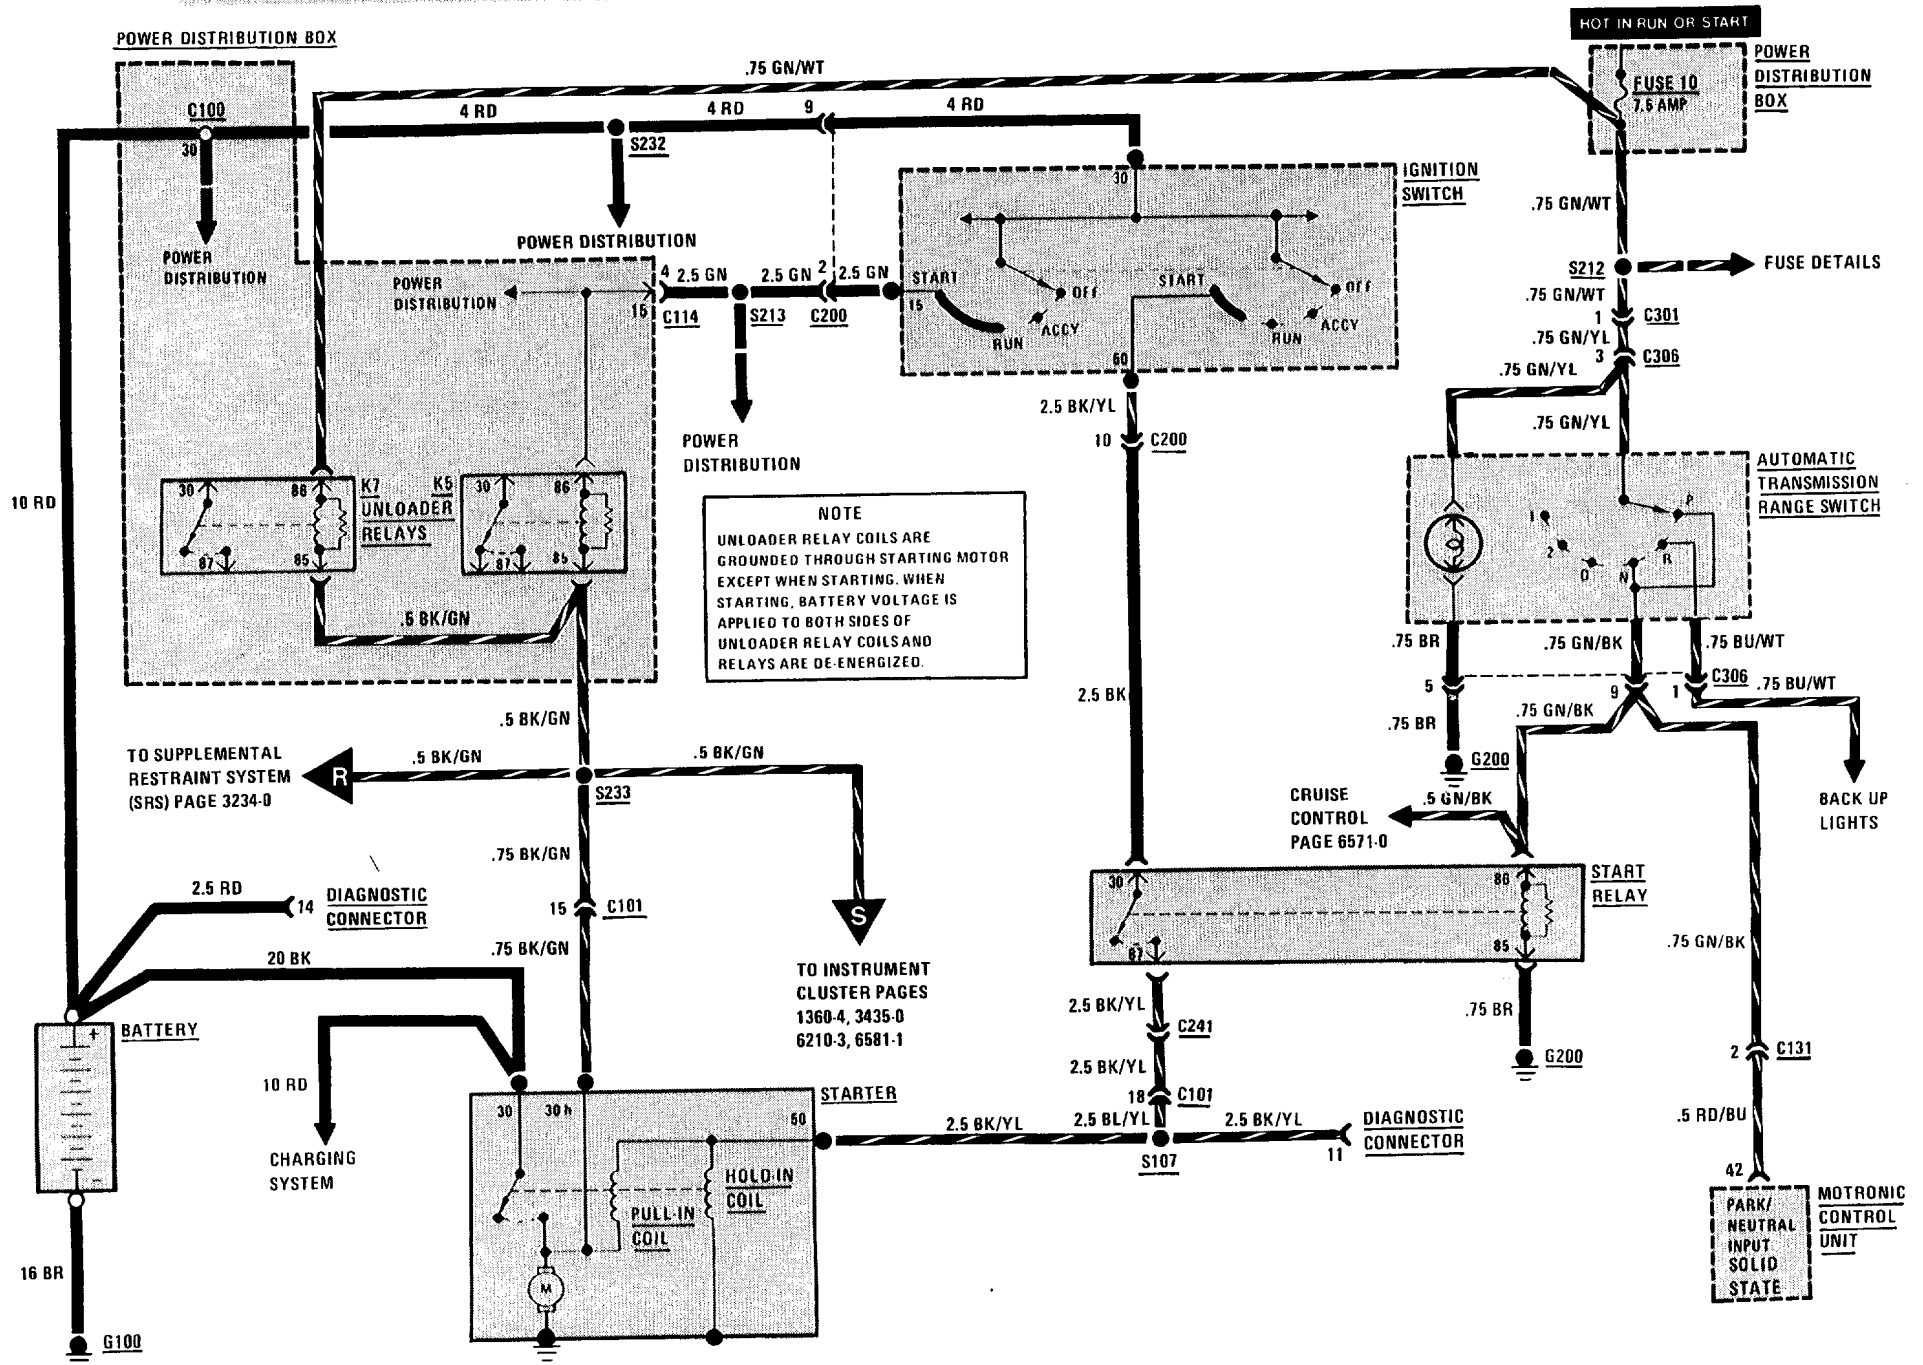 HOT IN RUN OR START
POWER DISTRIBUTION BOX
POWER
DISTRIBUTION
BOX
FUSE 10
7.5 AMP
.75 GN/WT
C100
30
4 RD
4 RD
9
4 RD
S232
POWER DISTRIBUTION
POWER
DISTRIBUTION
IGNITION
SWITCH
30
START
OFF
ACCY
RUN
15
START
OFF
ACCY
RUN
50
.75 GN/WT
S212
FUSE DETAILS
.75 GN/WT
1
C301
.75 GN/YL
3
C306
.75 GN/YL
.75 GN/YL
POWER
DISTRIBUTION
15
4
2.5 GN
C114
S213
2.5 GN
2
2.5 GN
C200
POWER
DISTRIBUTION
2.5 BK/YL
10
C200
10 RD
30
86
87
85
K7
UNLOADER
RELAYS
K5
30
86
87
85
.5 BK/GN
NOTE
UNLOADER RELAY COILS ARE
GROUNDED THROUGH STARTING MOTOR
EXCEPT WHEN STARTING. WHEN
STARTING, BATTERY VOLTAGE IS
APPLIED TO BOTH SIDES OF
UNLOADER RELAY COILS AND
RELAYS ARE DE-ENERGIZED.
AUTOMATIC
TRANSMISSION
RANGE SWITCH
P
R
N
D
2
1
.75 BR
.75 GN/BK
.75 BU/WT
5
9
1
C306
.75 BU/WT
.75 BR
.75 GN/BK
G200
BACK UP
LIGHTS
2.5 BK
.5 BK/GN
TO SUPPLEMENTAL
RESTRAINT SYSTEM
(SRS) PAGE 3234-0
R
.5 BK/GN
.5 BK/GN
S233
CRUISE
CONTROL
PAGE 6571-0
.5 GN/BK
.75 BK/GN
15
C101
.75 BK/GN
S
TO INSTRUMENT
CLUSTER PAGES
1360-4, 3435-0
6210-3, 6581-1
2.5 RD
14
DIAGNOSTIC
CONNECTOR
20 BK
START
RELAY
30
86
87
85
.75 GN/BK
2.5 BK/YL
C241
2.5 BK/YL
18
C101
2.5 BL/YL
.75 BR
G200
2
C131
.5 RD/BU
42
BATTERY
+
-
10 RD
CHARGING
SYSTEM
STARTER
30
30 h
50
PULL-IN
COIL
HOLD-IN
COIL
M
2.5 BK/YL
S107
2.5 BK/YL
11
DIAGNOSTIC
CONNECTOR
PARK/
NEUTRAL
INPUT
SOLID
STATE
MOTRONIC
CONTROL
UNIT
16 BR
G100